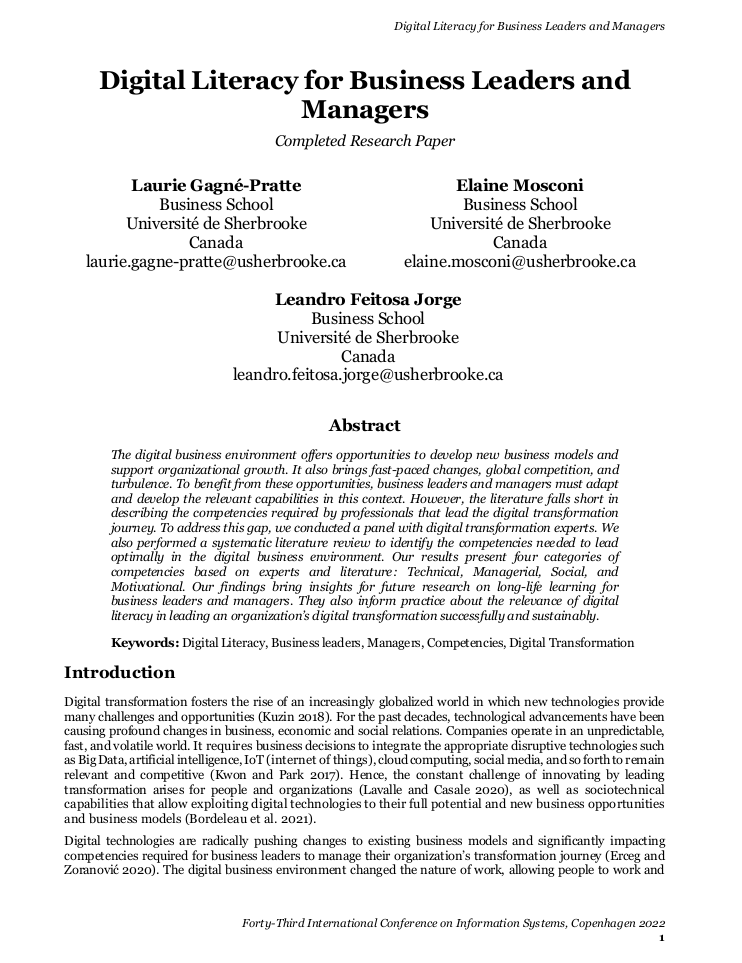 Digital Literacy for Business Leaders and Managers
Digital Literacy for Business Leaders and
Managers
Completed Research Paper
Laurie Gagné-Pratte
Business School
Université de Sherbrooke
Canada
laurie.gagne-pratte@usherbrooke.ca
Elaine Mosconi
Business School
Université de Sherbrooke
Canada
elaine.mosconi@usherbrooke.ca
Leandro Feitosa Jorge
Business School
Université de Sherbrooke
Canada
leandro.feitosa.jorge@usherbrooke.ca
Abstract
The digital business environment offers opportunities to develop new business models and
support organizational growth. It also brings fast-paced changes, global competition, and
turbulence. To benefit from these opportunities, business leaders and managers must adapt
and develop the relevant capabilities in this context. However, the literature falls short in
describing the competencies required by professionals that lead the digital transformation
journey. To address this gap, we conducted a panel with digital transformation experts. We
also performed a systematic literature review to identify the competencies needed to lead
optimally in the digital business environment. Our results present four categories of
competencies based on experts and literature: Technical, Managerial, Social, and
Motivational. Our findings bring insights for future research on long-life learning for
business leaders and managers. They also inform practice about the relevance of digital
literacy in leading an organization's digital transformation successfully and sustainably.
Keywords: Digital Literacy, Business leaders, Managers, Competencies, Digital Transformation
Introduction
Digital transformation fosters the rise of an increasingly globalized world in which new technologies provide
many challenges and opportunities (Kuzin 2018). For the past decades, technological advancements have been
causing profound changes in business, economic and social relations. Companies operate in an unpredictable,
fast, and volatile world. It requires business decisions to integrate the appropriate disruptive technologies such
as Big Data, artificial intelligence, IoT (internet of things), cloud computing, social media, and so forth to remain
relevant and competitive (Kwon and Park 2017). Hence, the constant challenge of innovating by leading
transformation arises for people and organizations (Lavalle and Casale 2020), as well as sociotechnical
capabilities that allow exploiting digital technologies to their full potential and new business opportunities
and business models (Bordeleau et al. 2021).
Digital technologies are radically pushing changes to existing business models and significantly impacting
competencies required for business leaders to manage their organization's transformation journey (Erceg and
Zoranović 2020). The digital business environment changed the nature of work, allowing people to work and
Forty-Third International Conference on Information Systems, Copenhagen 2022
1